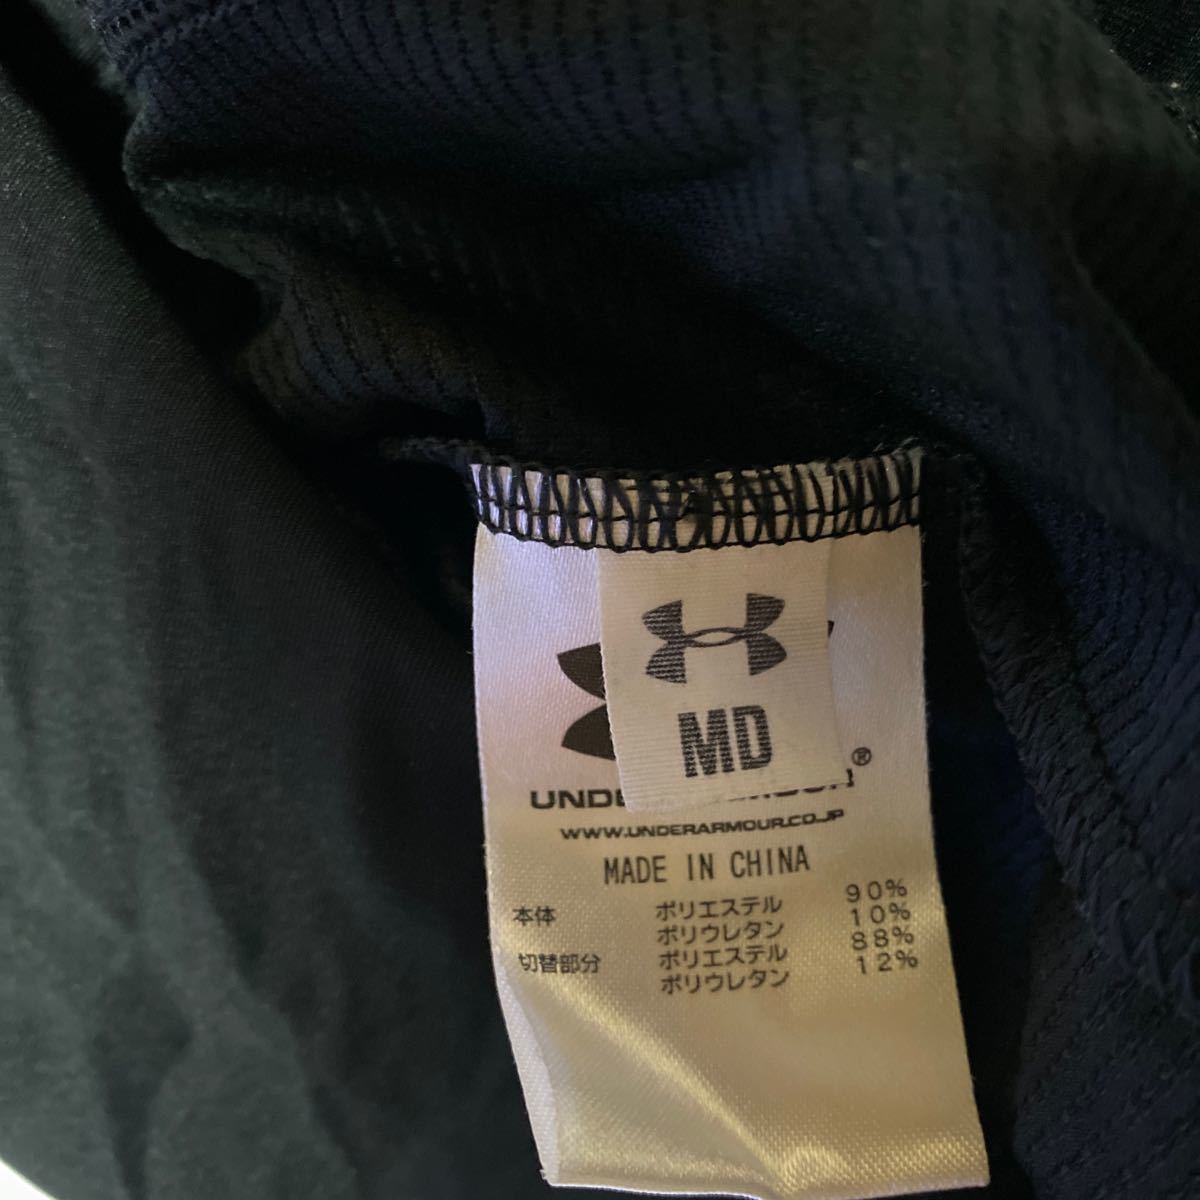 MD
UNDE
®
WWW.UNDERARMOUR.CO.JP
MADE IN CHINA
本体 ポリエステル 90%
ポリウレタン 10%
切替部分 ポリエステル 88%
ポリウレタン 12%